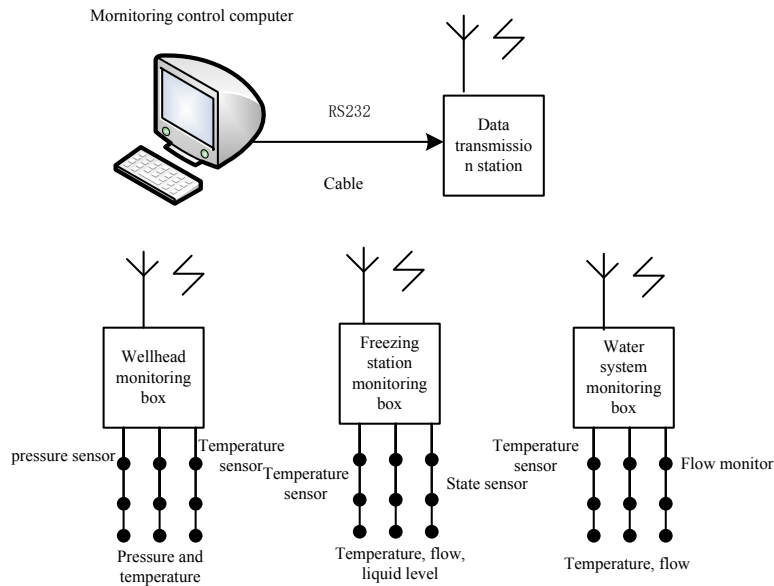 Mornitoring control computer
RS232
Cable
Data
transmissio
n station
Wellhead
monitoring
box
pressure sensor
Temperature
sensor
Pressure and
temperature
Freezing
station
monitoring
box
Temperature
sensor
State sensor
Temperature, flow,
liquid level
Water
system
monitoring
box
Temperature
sensor
Flow monitor
Temperature, flow